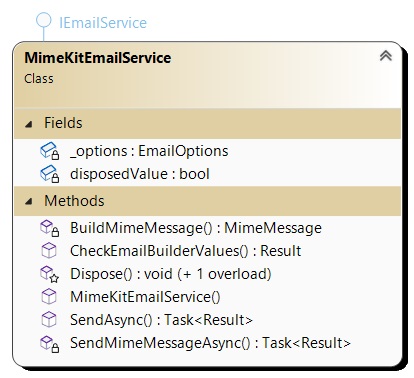 IEmailService
MimeKitEmailService
Class
Fields
_options : EmailOptions
disposedValue : bool
Methods
BuildMimeMessage() : MimeMessage
CheckEmailBuilderValues() : Result
Dispose() : void (+ 1 overload)
MimeKitEmailService()
SendAsync() : Task<Result>
SendMimeMessageAsync() : Task<Result>